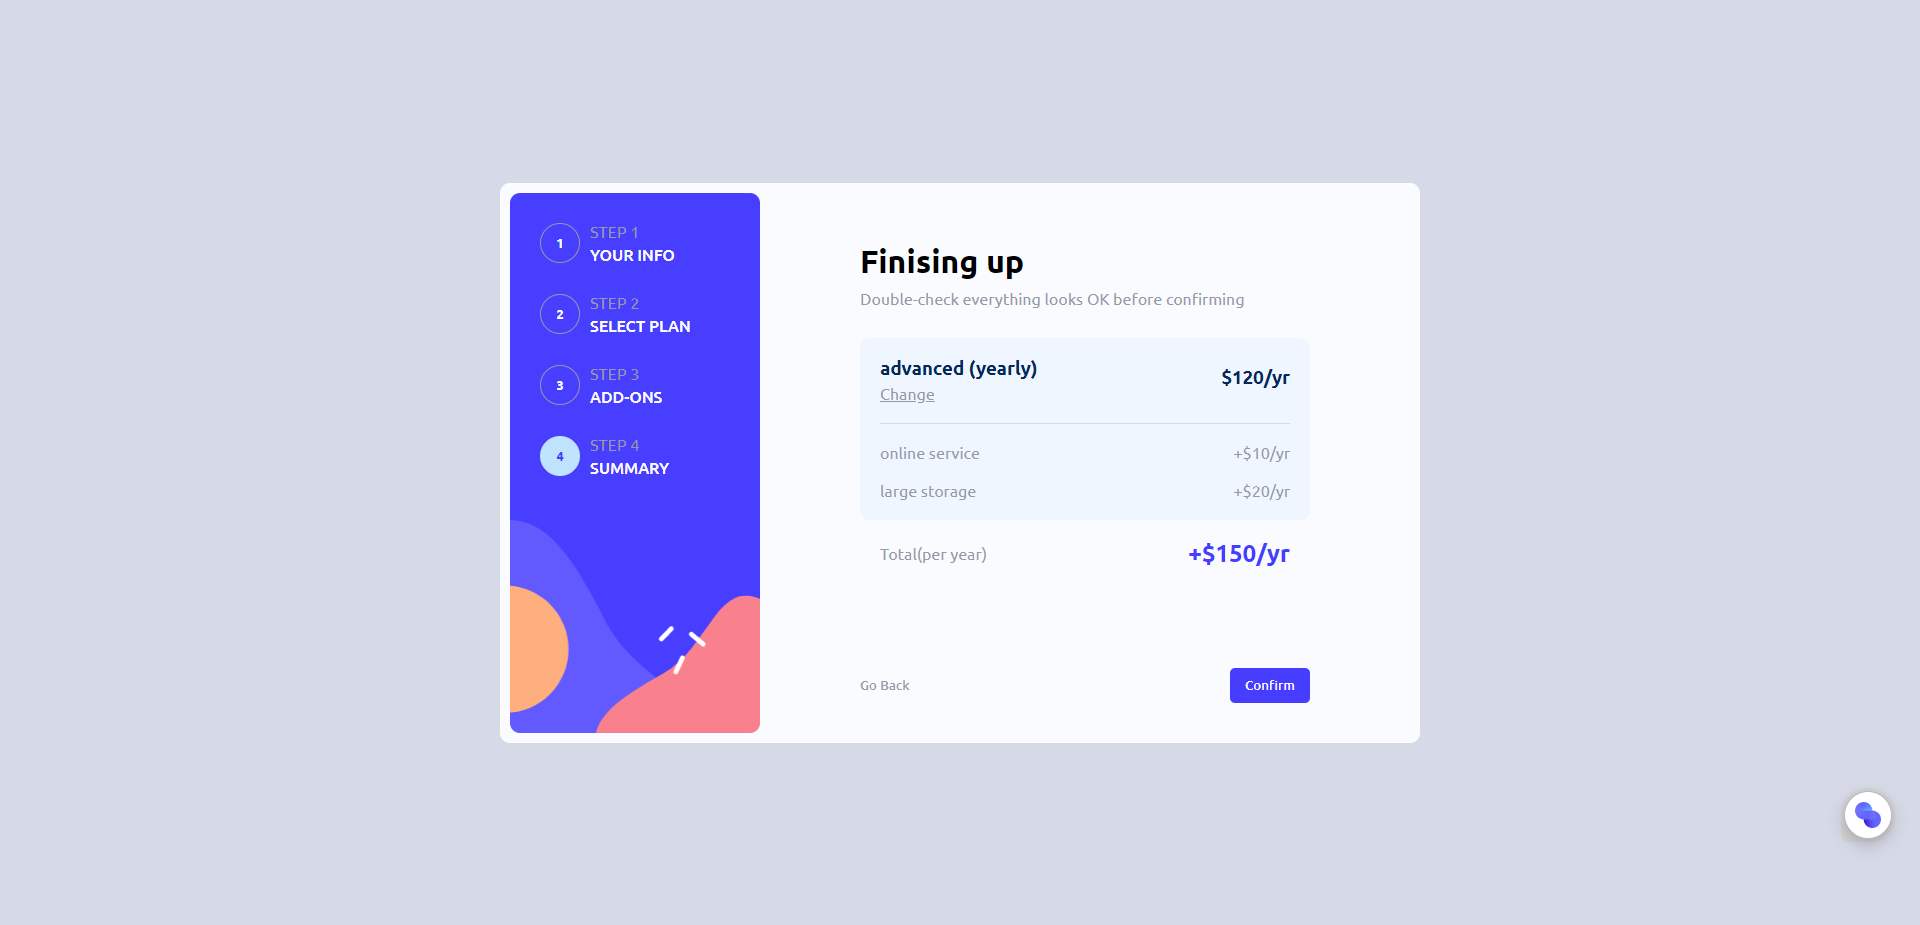 1
STEP 1
YOUR INFO
2
STEP 2
SELECT PLAN
3
STEP 3
ADD-ONS
4
STEP 4
SUMMARY
Finising up
Double-check everything looks OK before confirming
advanced (yearly)
$120/yr
Change
online service
+$10/yr
large storage
+$20/yr
Total(per year)
+$150/yr
Go Back
Confirm